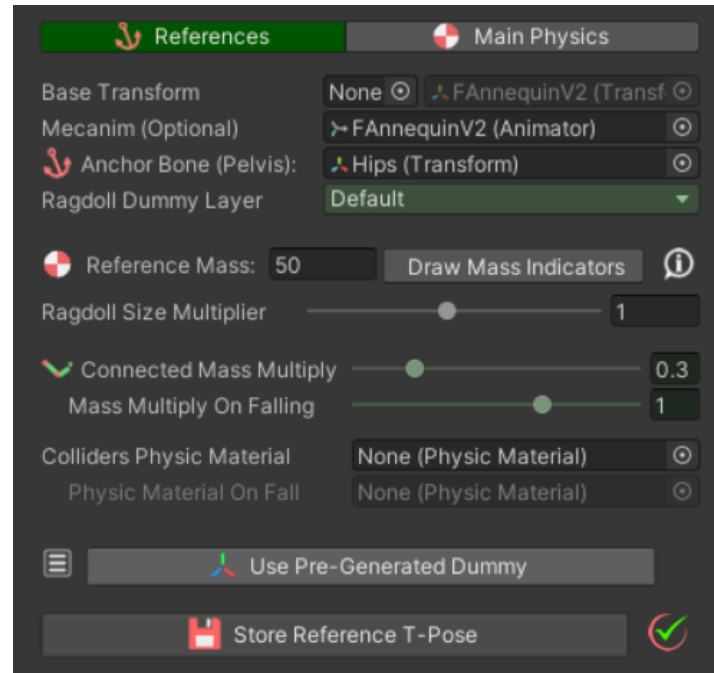 References Main Physics
Base Transform None FAnnequinV2 (Transf
Mecanim (Optional) FAnnequinV2 (Animator)
Anchor Bone (Pelvis): Hips (Transform)
Ragdoll Dummy Layer Default
Reference Mass: 50 Draw Mass Indicators
Ragdoll Size Multiplier 1
Connected Mass Multiply 0.3
Mass Multiply On Falling 1
Colliders Physic Material None (Physic Material)
Physic Material On Fall None (Physic Material)
Use Pre-Generated Dummy
Store Reference T-Pose